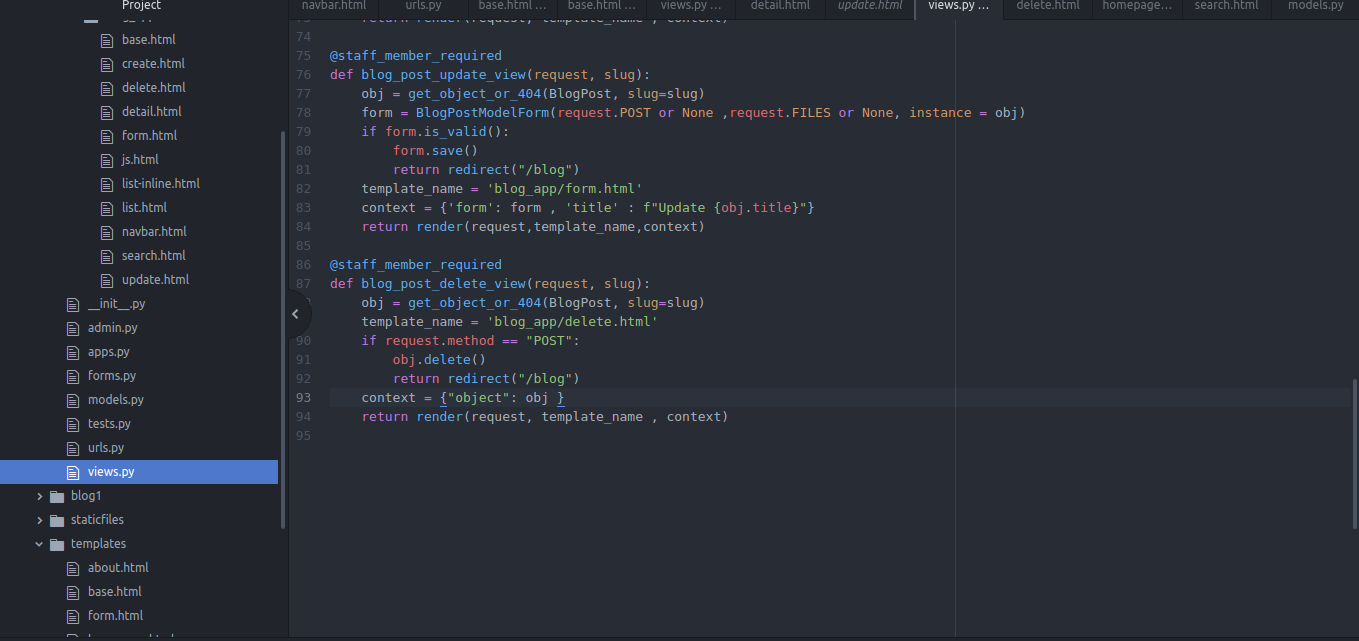 Project
navbar.html
urls.py
base.html ...
base.html ...
views.py ...
detail.html
update.html
views.py ...
delete.html
homepage...
search.html
models.py
base.html
create.html
delete.html
detail.html
form.html
js.html
list-inline.html
list.html
navbar.html
search.html
update.html
__init__.py
admin.py
apps.py
forms.py
models.py
tests.py
urls.py
views.py
blog1
staticfiles
templates
about.html
base.html
form.html
73 return render(request, template_name , context)
74
75 @staff_member_required
76 def blog_post_update_view(request, slug):
77 obj = get_object_or_404(BlogPost, slug=slug)
78 form = BlogPostModelForm(request.POST or None ,request.FILES or None, instance = obj)
79 if form.is_valid():
80 form.save()
81 return redirect("/blog")
82 template_name = 'blog_app/form.html'
83 context = {'form': form , 'title' : f"Update {obj.title}"}
84 return render(request,template_name,context)
85
86 @staff_member_required
87 def blog_post_delete_view(request, slug):
obj = get_object_or_404(BlogPost, slug=slug)
template_name = 'blog_app/delete.html'
90 if request.method == "POST":
91 obj.delete()
92 return redirect("/blog")
93 context = {"object": obj }
94 return render(request, template_name , context)
95